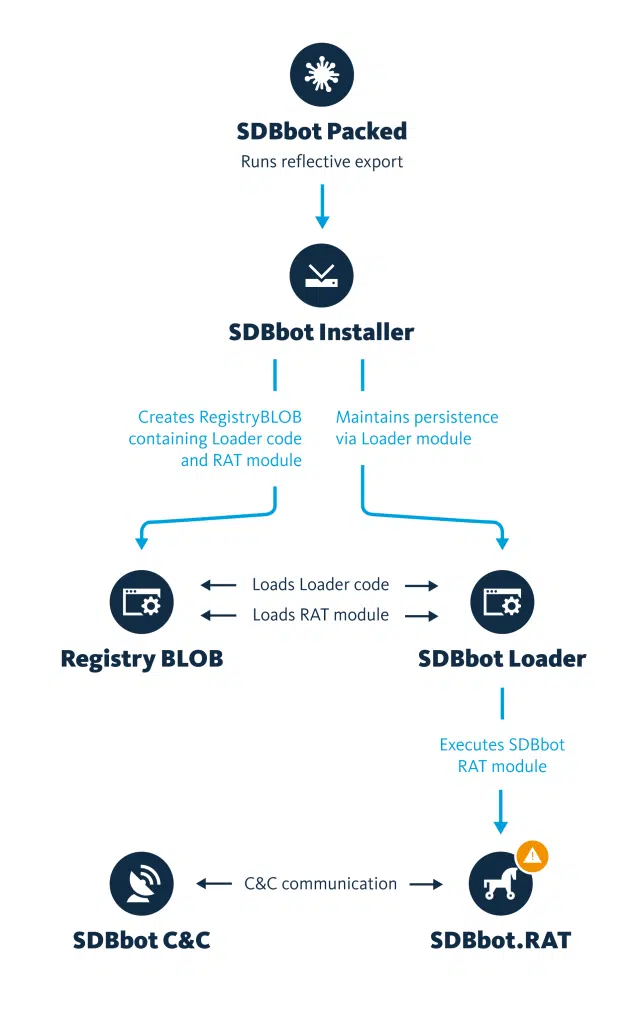 SDBbot Packed
Runs reflective export
SDBbot Installer
Creates RegistryBLOB
containing Loader code
and RAT module
Maintains persistence
via Loader module
Loads Loader code
Loads RAT module
Registry BLOB
SDBbot Loader
Executes SDBbot
RAT module
C&C communication
SDBbot C&C
SDBbot.RAT